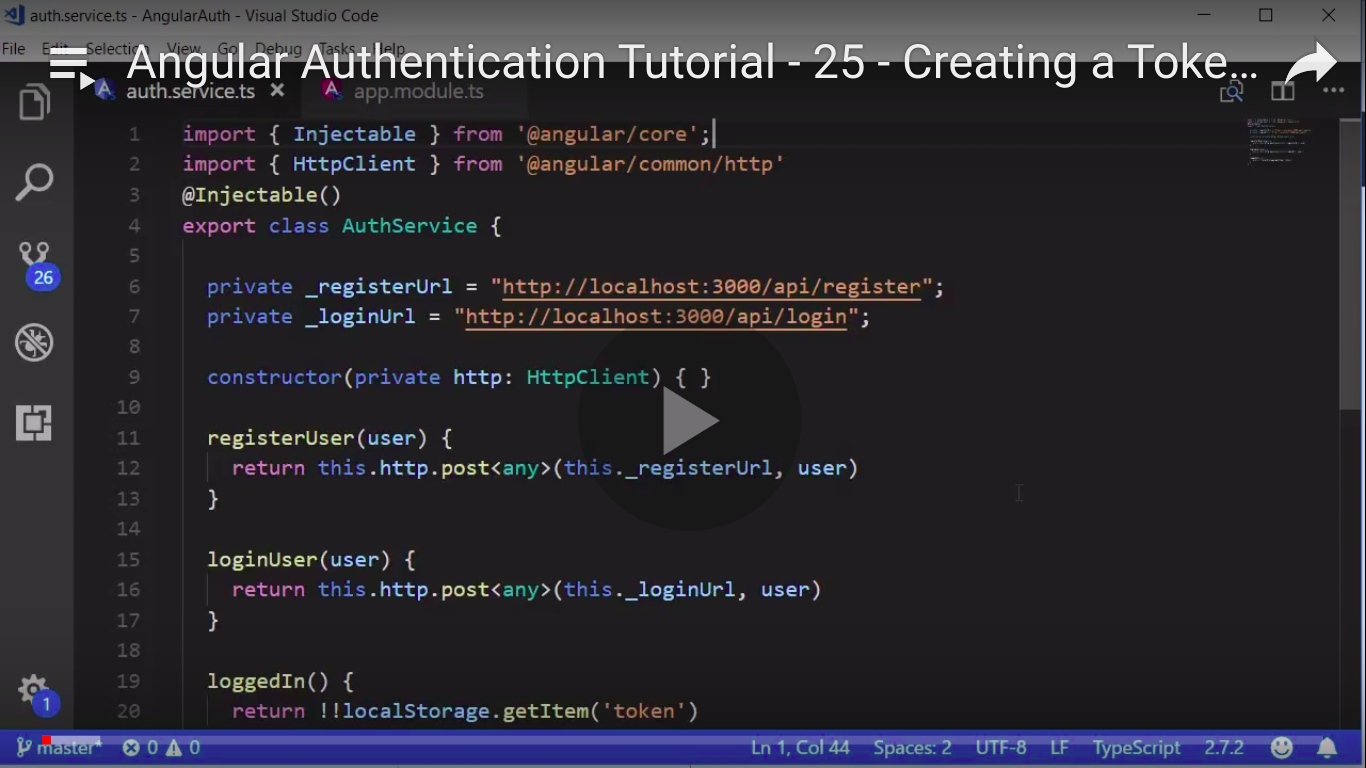 auth.service.ts - AngularAuth - Visual Studio Code
File Edit Selection View Go Debug Tasks Help
Angular Authentication Tutorial - 25 - Creating a Toke...
auth.service.ts app.module.ts
1 import { Injectable } from '@angular/core';
2 import { HttpClient } from '@angular/common/http'
3 @Injectable()
4 export class AuthService {
5
6 private _registerUrl = "http://localhost:3000/api/register";
7 private _loginUrl = "http://localhost:3000/api/login";
8
9 constructor(private http: HttpClient) { }
10
11 registerUser(user) {
12 return this.http.post<any>(this._registerUrl, user)
13 }
14
15 loginUser(user) {
16 return this.http.post<any>(this._loginUrl, user)
17 }
18
19 loggedIn() {
20 return !!localStorage.getItem('token')
26
1
master* 0 0 Ln 1, Col 44 Spaces: 2 UTF-8 LF TypeScript 2.7.2